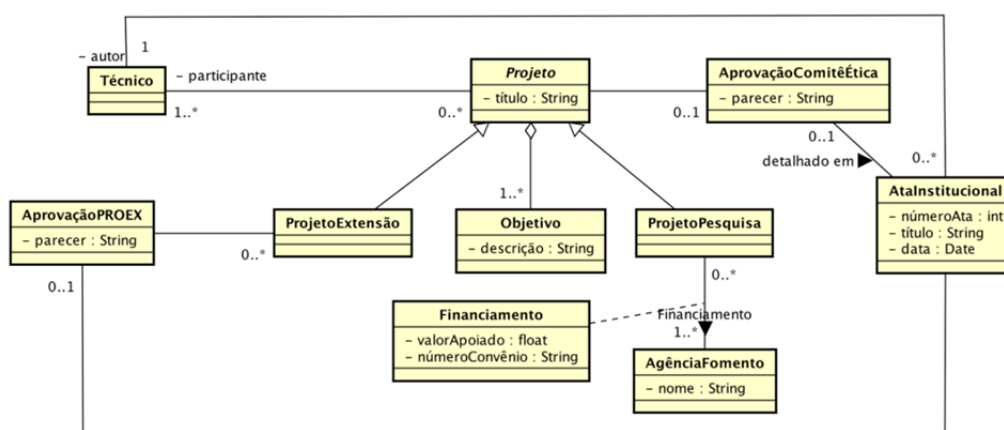 1
- autor
Técnico
- participante
1..*
0..*
Projeto
- título : String
AprovaçãoComitêÉtica
- parecer : String
0..1
0..1
detalhado em
0..*
AtaInstitucional
- númeroAta : int
- título : String
- data : Date
AprovaçãoPROEX
- parecer : String
0..1
0..*
ProjetoExtensão
1..*
Objetivo
- descrição : String
ProjetoPesquisa
0..*
Financiamento
1..*
Financiamento
- valorApoiado : float
- númeroConvênio : String
AgênciaFomento
- nome : String